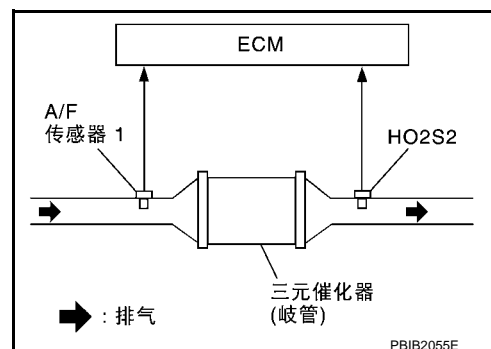 ECM
A/F
传感器 1
HO2S2
三元催化器
(岐管)
: 排气
PBIB2055E